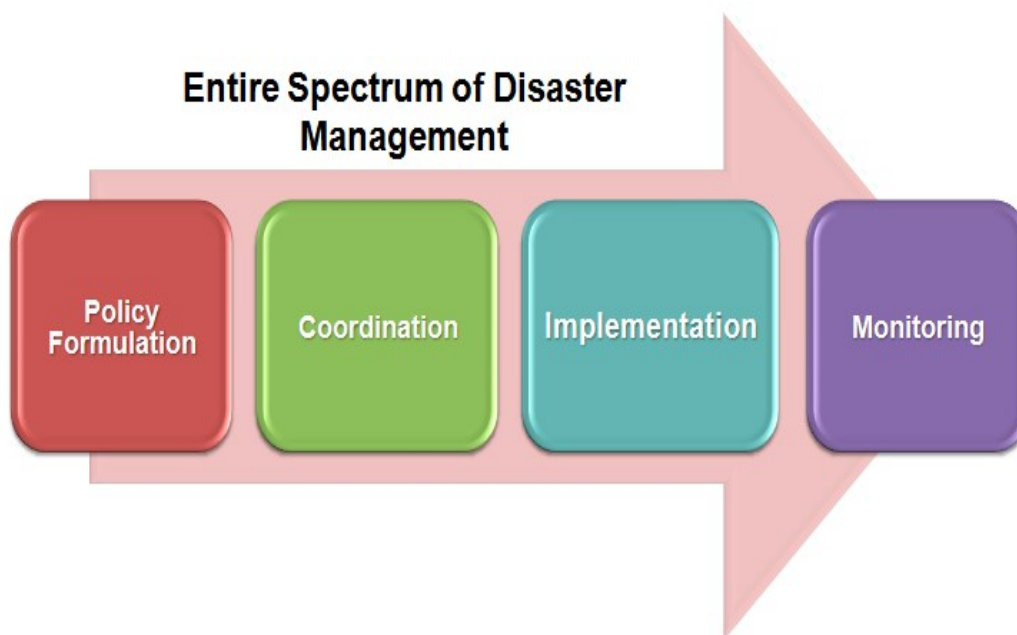 Entire Spectrum of Disaster
Management
Policy
Formulation
Coordination
Implementation
Monitoring